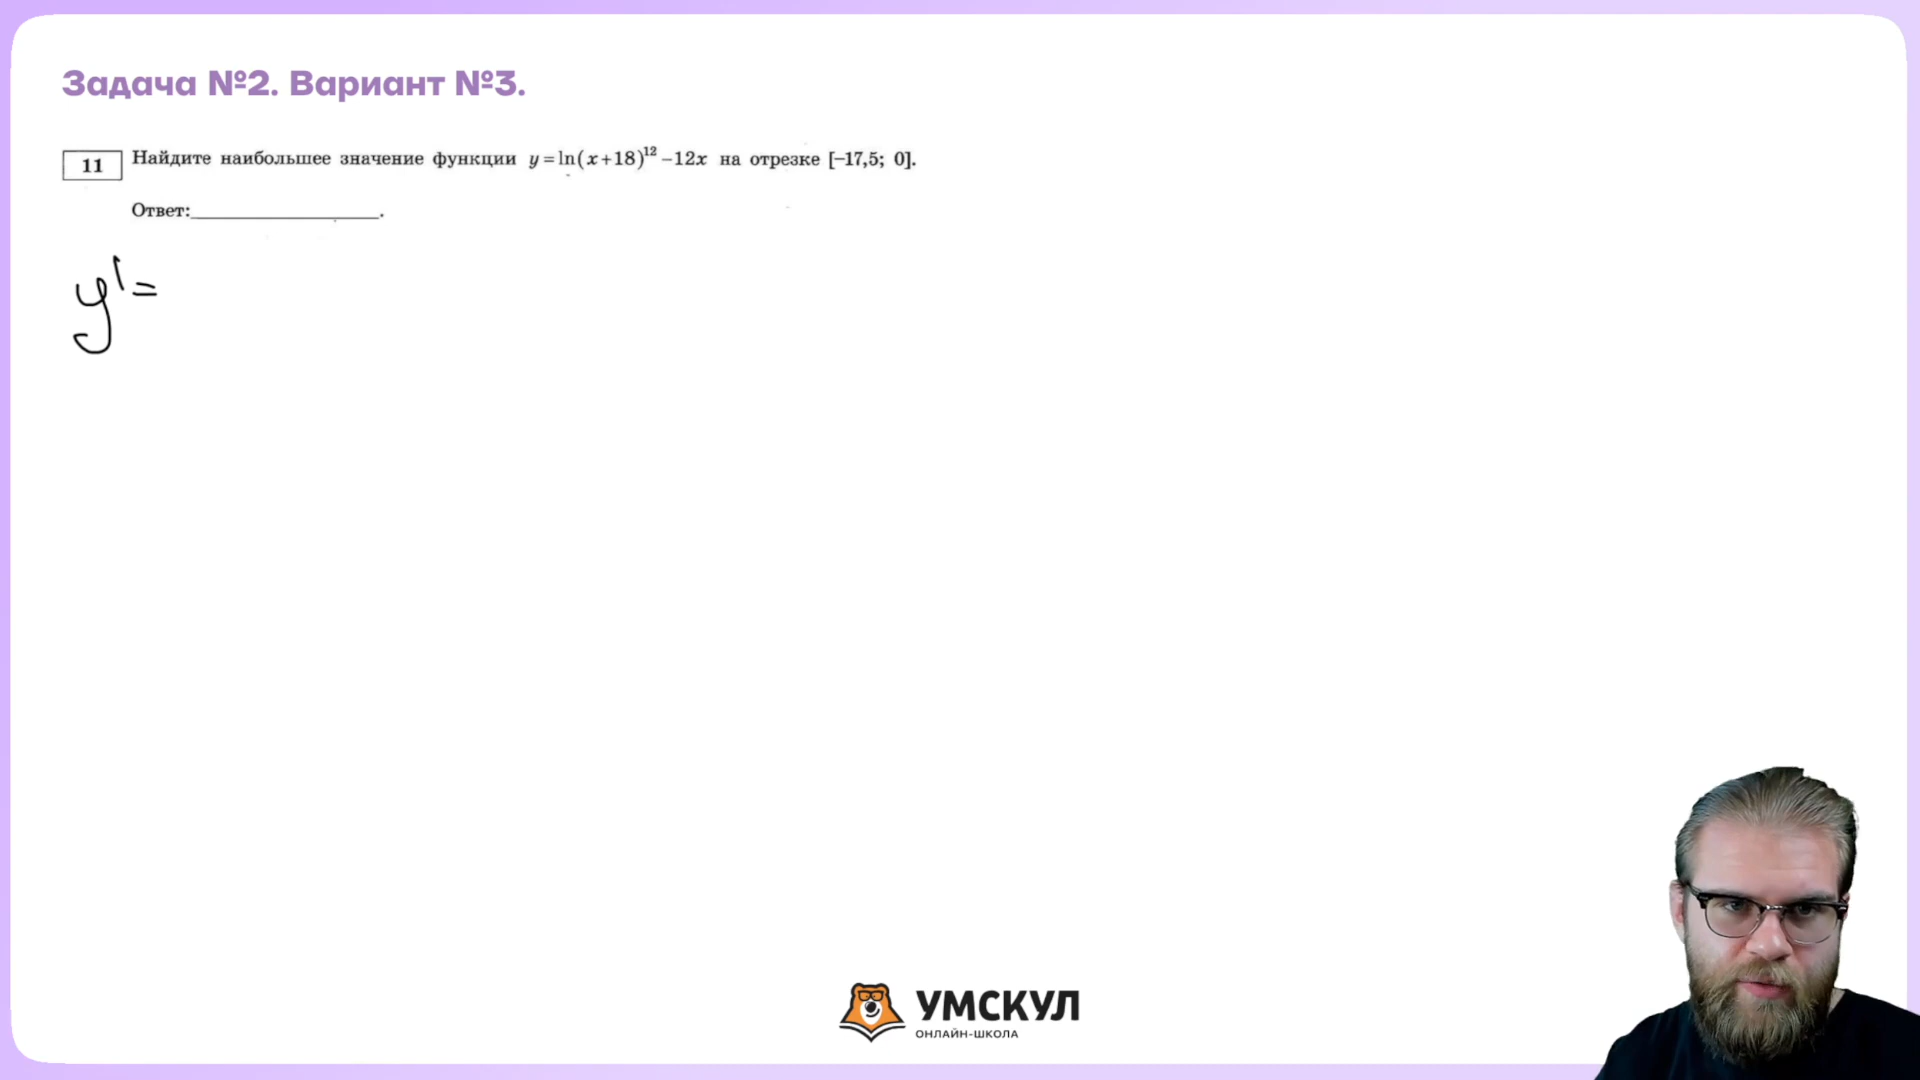 Задача №2. Вариант №3.
11 Найдите наибольшее значение функции y=ln(x+18)¹²−12x на отрезке [−17,5; 0].
Ответ:__________________.
y'=
УМСКУЛ
ОНЛАЙН-ШКОЛА